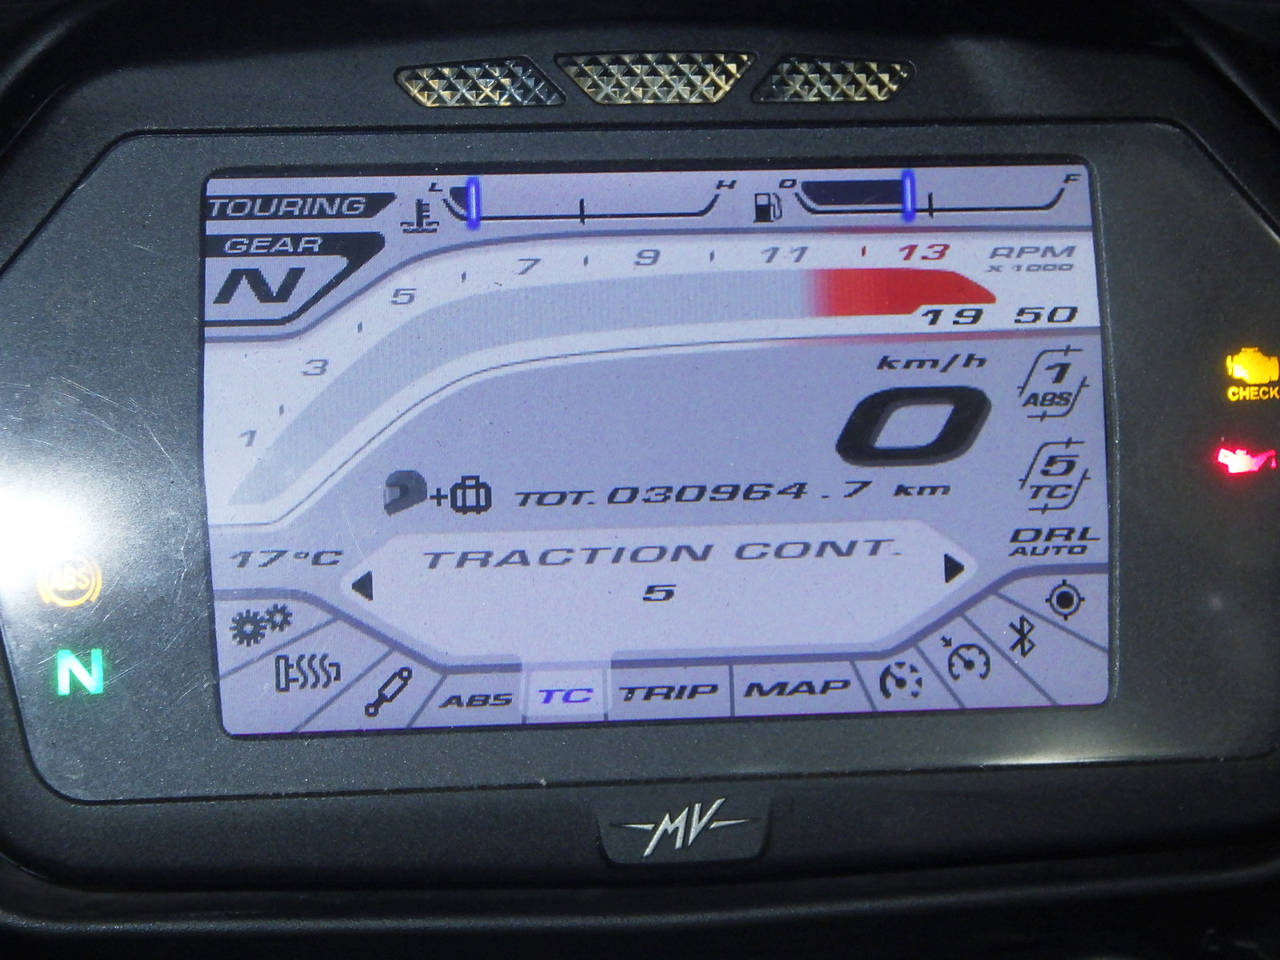 TOURING
L H
0 F
GEAR
N
1 3 5 7 9 11 13
RPM
X 1000
19 50
km/h
0
1
ABS
5
TC
TOT. 030964.7 km
17°C
TRACTION CONT.
5
DRL
AUTO
ABS TC TRIP MAP
CHECK
ABS
N
MV